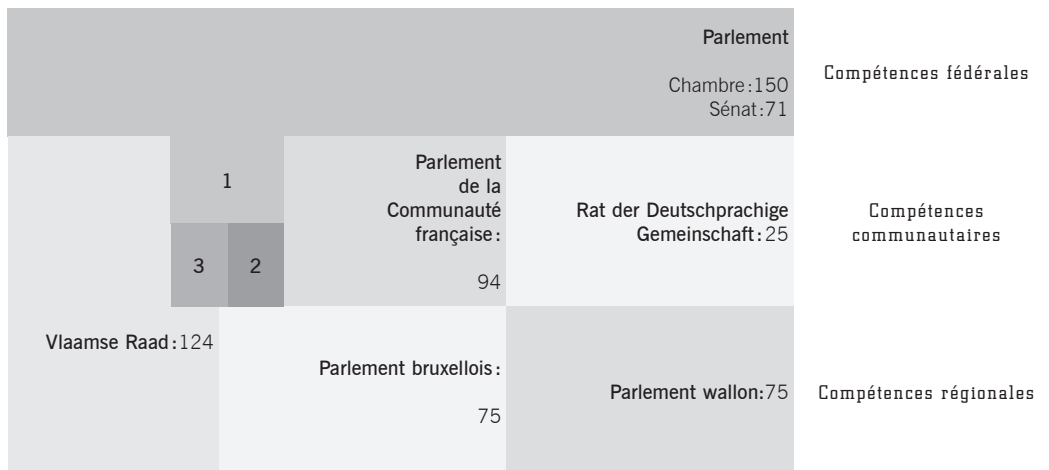 Parlement
Chambre:150
Sénat:71
Compétences fédérales
1
3 2
Parlement
de la
Communauté
française:
94
Rat der Deutschprachige
Gemeinschaft:25
Compétences
communautaires
Vlaamse Raad:124
Parlement bruxellois:
75
Parlement wallon:75
Compétences régionales